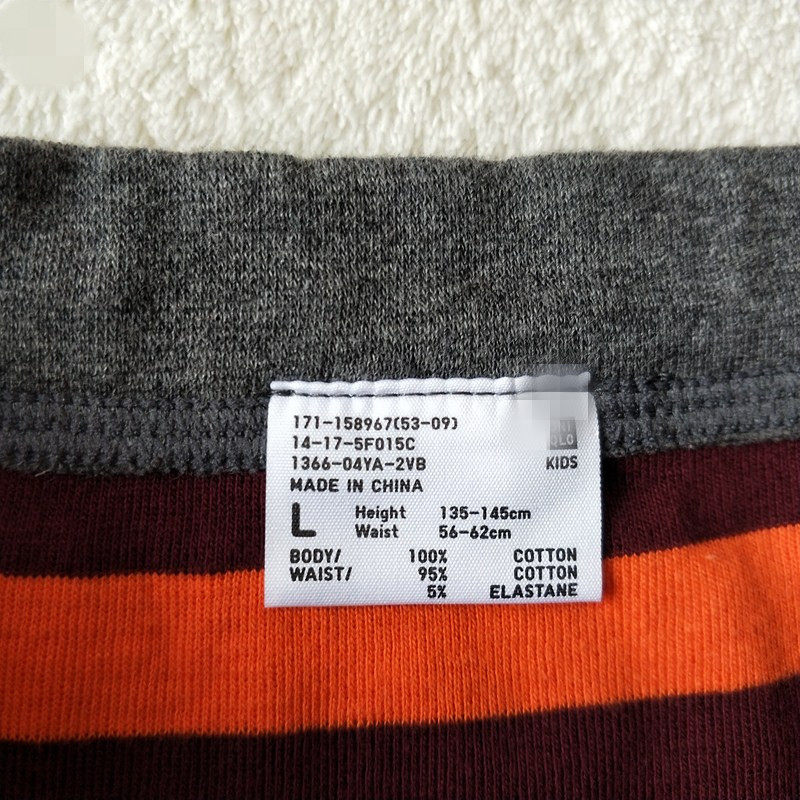 171-158967(53-09)
14-17-5F015C
1366-04YA-2VB
KIDS
MADE IN CHINA
L
Height 135-145cm
Waist 56-62cm
BODY/ 100% COTTON
WAIST/ 95% COTTON
5% ELASTANE